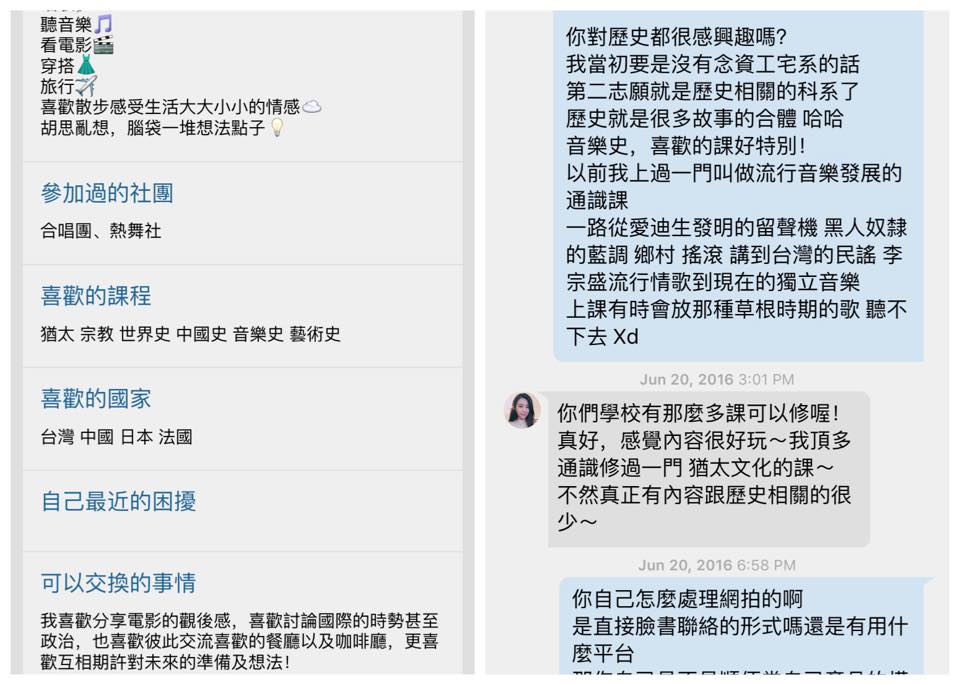 聽音樂🎵
看電影🎬
穿搭👗
旅行✈️
喜歡散步感受生活大大小小的情感☁️
胡思亂想，腦袋一堆想法點子💡
參加過的社團
合唱團、熱舞社
喜歡的課程
猶太 宗教 世界史 中國史 音樂史 藝術史
喜歡的國家
台灣 中國 日本 法國
自己最近的困擾
可以交換的事情
我喜歡分享電影的觀後感，喜歡討論國際的時勢甚至
政治，也喜歡彼此交流喜歡的餐廳以及咖啡廳，更喜
歡互相期許對未來的準備及想法！
你對歷史都很感興趣嗎?
我當初要是沒有念資工宅系的話
第二志願就是歷史相關的科系了
歷史就是很多故事的合體 哈哈
音樂史，喜歡的課好特別！
以前我上過一門叫做流行音樂發展的
通識課
一路從愛迪生發明的留聲機 黑人奴隸
的藍調 鄉村 搖滾 講到台灣的民謠 李
宗盛流行情歌到現在的獨立音樂
上課有時會放那種草根時期的歌 聽不
下去 Xd
Jun 20, 2016 3:01 PM
你們學校有那麼多課可以修喔！
真好，感覺內容很好玩～我頂多
通識修過一門 猶太文化的課～
不然真正有內容跟歷史相關的很
少～
Jun 20, 2016 6:58 PM
你自己怎麼處理網拍的啊
是直接臉書聯絡的形式嗎還是有用什
麼平台